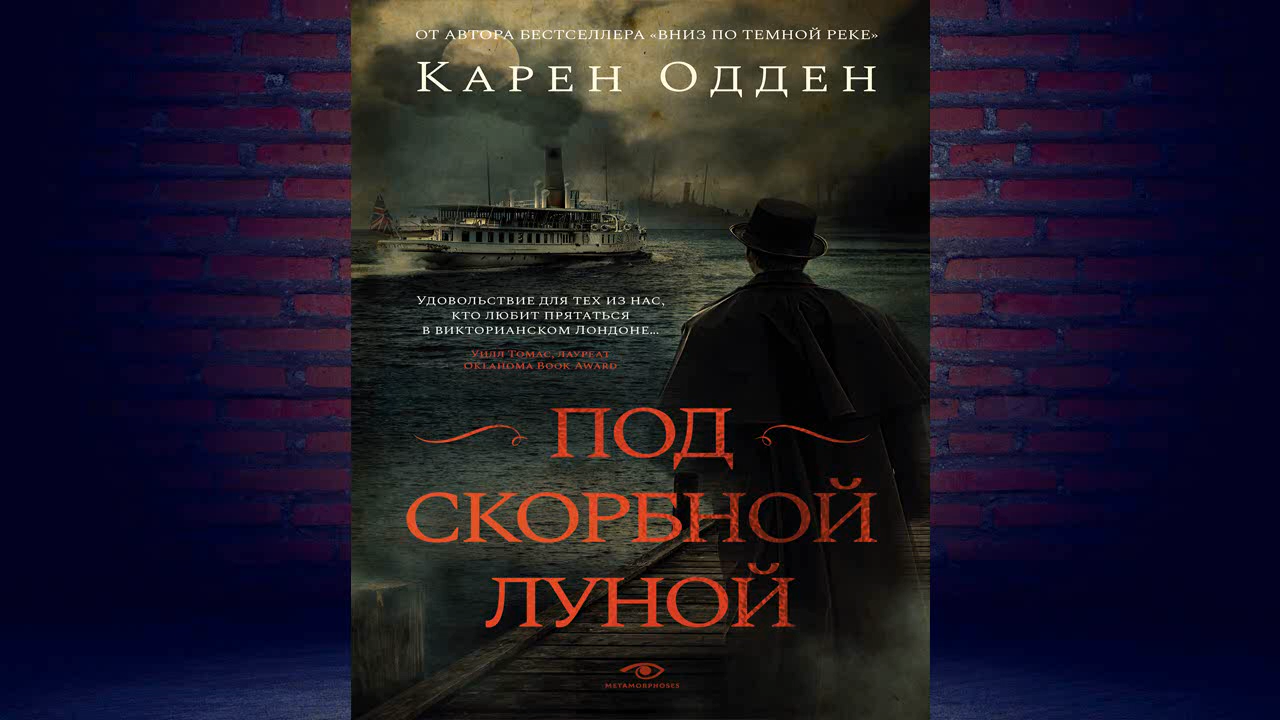 ОТ АВТОРА БЕСТСЕЛЛЕРА «ВНИЗ ПО ТЕМНОЙ РЕКЕ»
КАРЕН ОДДЕН
УДОВОЛЬСТВИЕ ДЛЯ ТЕХ ИЗ НАС,
КТО ЛЮБИТ ПРЯТАТЬСЯ
В ВИКТОРИАНСКОМ ЛОНДОНЕ...
УИЛЛ ТОМАС, ЛАУРЕАТ
OKLAHOMA BOOK AWARD
ПОД
СКОРБНОЙ
ЛУНОЙ
METAMORPHOSES